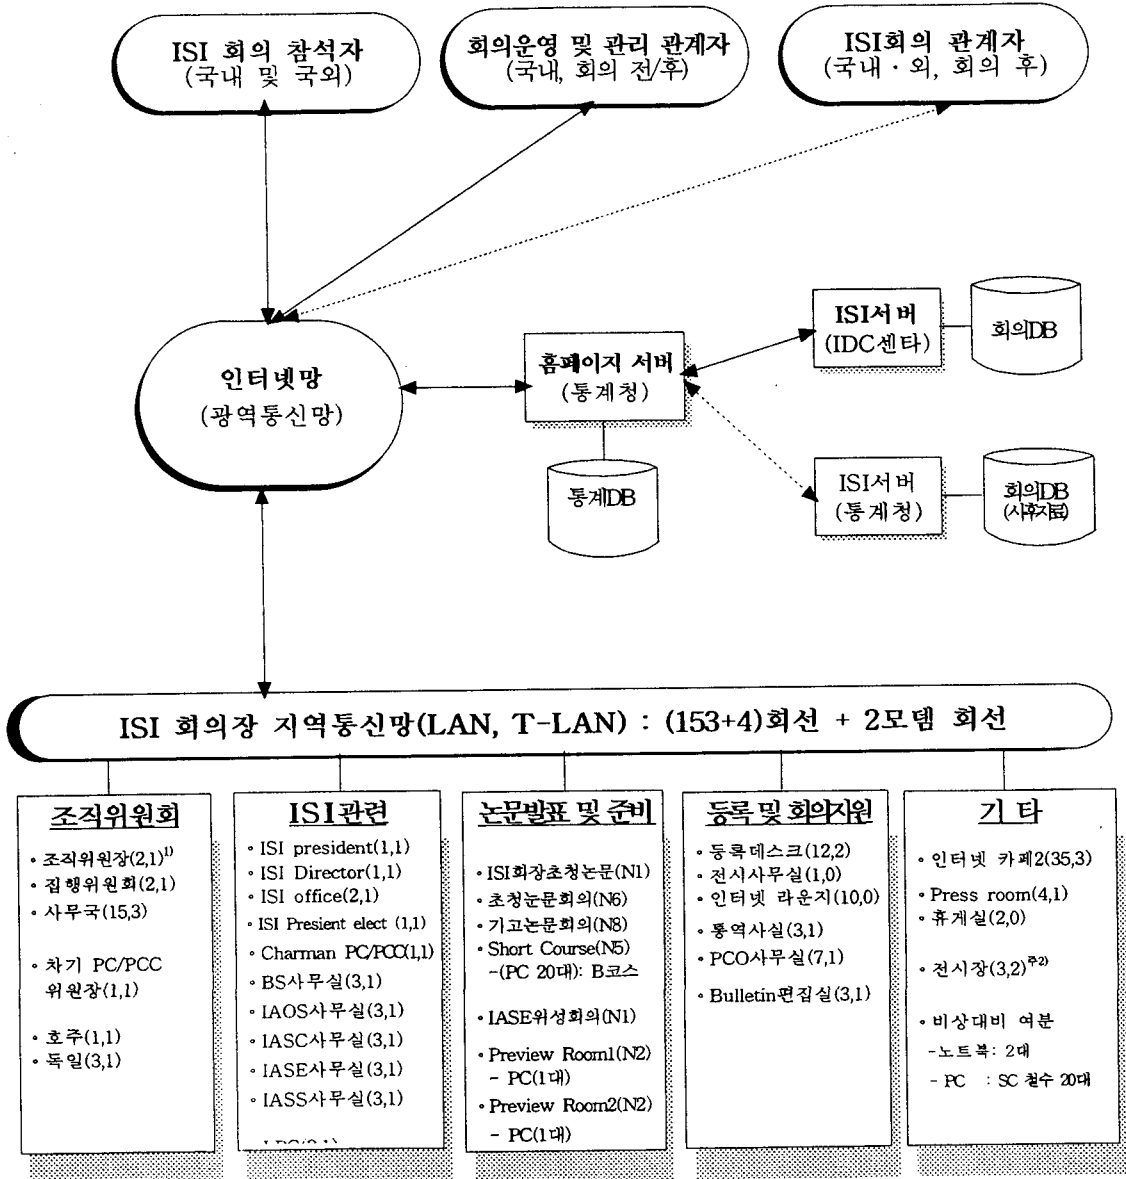 ISI 회의 참석자
(국내 및 국외)
회의운영 및 관리 관계자
(국내, 회의 전/후)
ISI회의 관계자
(국내 · 외, 회의 후)
인터넷망
(광역통신망)
홈페이지 서버
(통계청)
통계DB
ISI서버
(IDC센타)
회의DB
ISI서버
(통계청)
회의DB
(사후자료)
ISI 회의장 지역통신망(LAN, T-LAN) : (153+4)회선 + 2모뎀 회선
조직위원회
∘ 조직위원장(2,1)¹⁾
∘ 집행위원회(2,1)
∘ 사무국(15,3)
∘ 차기 PC/PCC
위원장(1,1)
∘ 호주(1,1)
∘ 독일(3,1)
ISI관련
∘ ISI president(1,1)
∘ ISI Director(1,1)
∘ ISI office(2,1)
∘ ISI Presient elect (1,1)
∘ Charman PC/PCC(1,1)
∘ BS사무실(3,1)
∘ IAOS사무실(3,1)
∘ IASC사무실(3,1)
∘ IASE사무실(3,1)
∘ IASS사무실(3,1)
논문발표 및 준비
∘ ISI회장초청논문(N1)
∘ 초청눈문회의(N6)
∘ 기고논문회의(N8)
∘ Short Course(N5)
-(PC 20대): B코스
∘ IASE위성회의(N1)
∘ Preview Room1(N2)
- PC(1대)
∘ Preview Room2(N2)
- PC(1대)
등록 및 회의지원
∘ 등록데스크(12,2)
∘ 전시사무실(1,0)
∘ 인터넷 라운지(10,0)
∘ 통역사실(3,1)
∘ PCO사무실(7,1)
∘ Bulletin편집실(3,1)
기 타
∘ 인터넷 카페2(35,3)
∘ Press room(4,1)
∘ 휴게실(2,0)
∘ 전시장(3,2)주2)
∘ 비상대비 여분
-노트북: 2대
- PC : SC 철수 20대